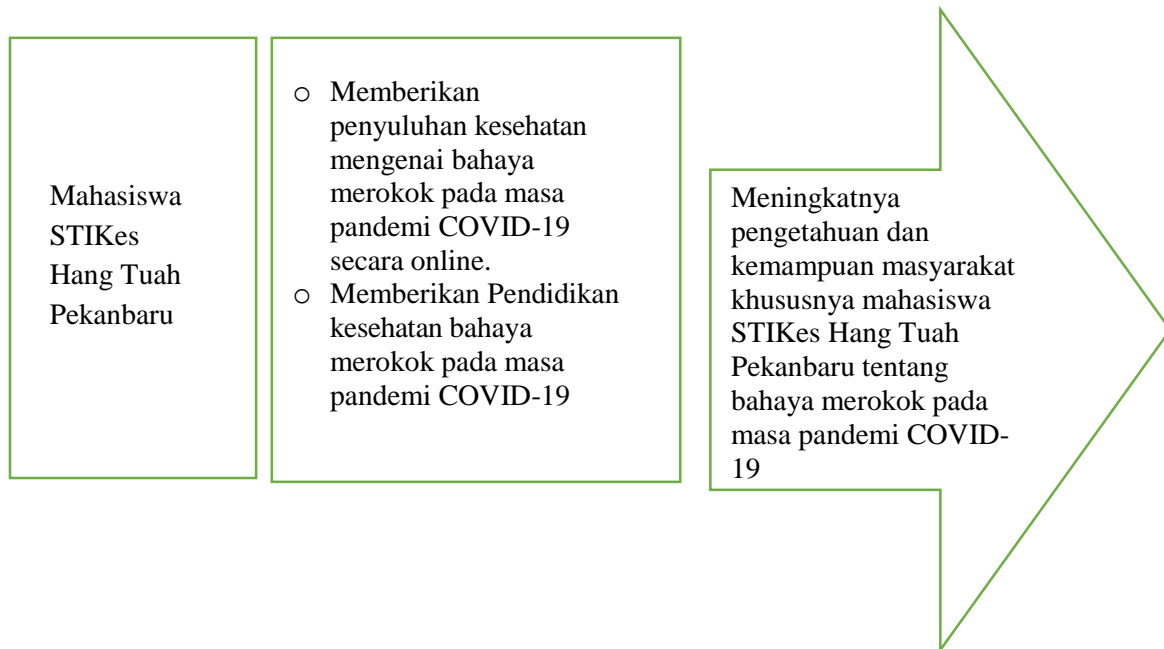 Mahasiswa
STIKes
Hang Tuah
Pekanbaru
o Memberikan
penyuluhan kesehatan
mengenai bahaya
merokok pada masa
pandemi COVID-19
secara online.
o Memberikan Pendidikan
kesehatan bahaya
merokok pada masa
pandemi COVID-19
Meningkatnya
pengetahuan dan
kemampuan masyarakat
khususnya mahasiswa
STIKes Hang Tuah
Pekanbaru tentang
bahaya merokok pada
masa pandemi COVID-
19